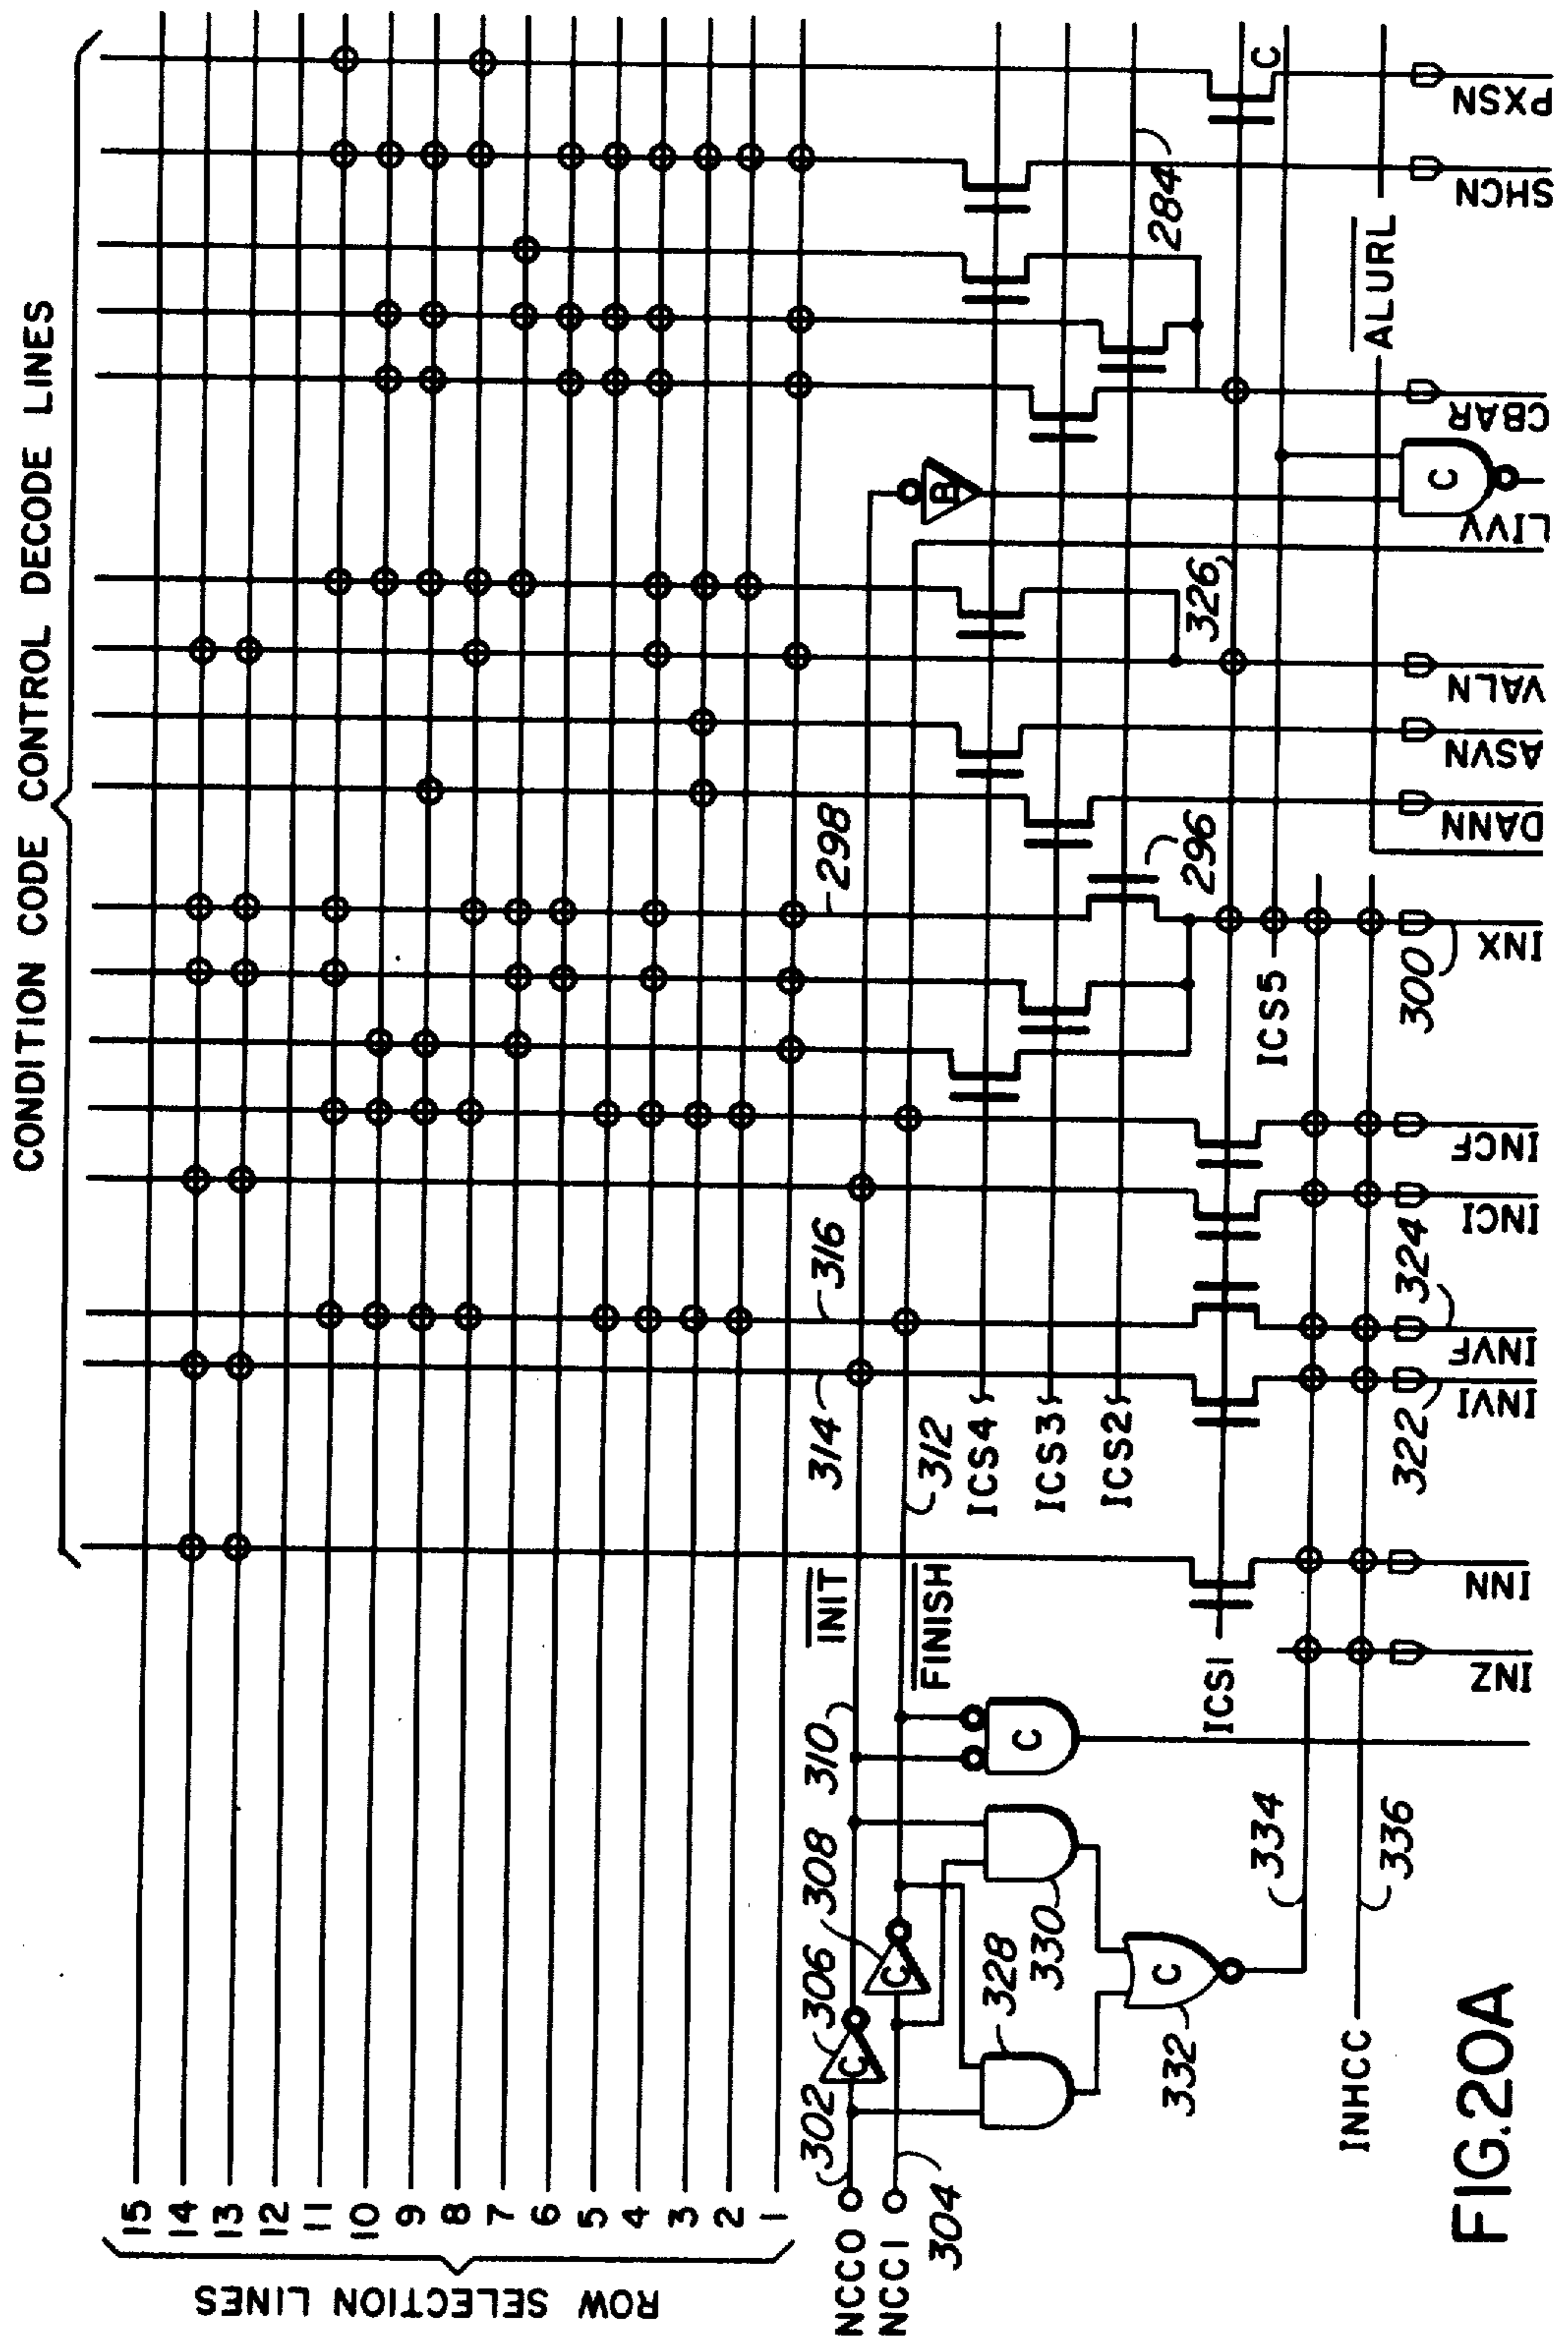 CONDITION CODE CONTROL DECODE LINES
ROW SELECTION LINES
15
14
13
12
11
10
9
8
7
6
5
4
3
2
1
NCC0
NCC1
302
304
306
308
310
C
C
INIT
FINISH
312
314
316
298
ICS4
ICS3
ICS2
ICS1
ICS5
296
326
284
B
C
C
ALURL
C
C
328
330
332
334
336
INHCC
INZ
INN
INVI
322
INVF
324
INCI
INCF
INX
300
DANN
ASVN
VALN
LIVV
CBAR
SHCN
PXSN
FIG.20A